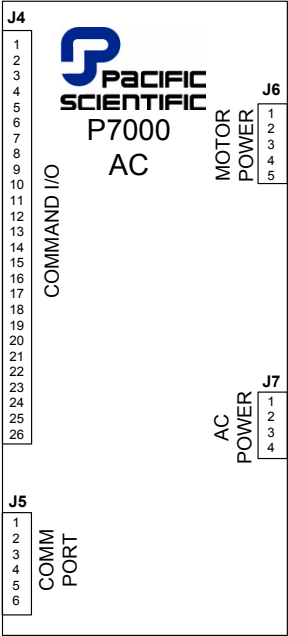 J4
1
2
3
4
5
6
7
8
9
10
11
12
13
14
15
16
17
18
19
20
21
22
23
24
25
26
COMMAND I/O
PACIFIC
SCIENTIFIC
P7000
AC
J6
1
2
3
4
5
MOTOR
POWER
J7
1
2
3
4
AC
POWER
J5
1
2
3
4
5
6
COMM
PORT